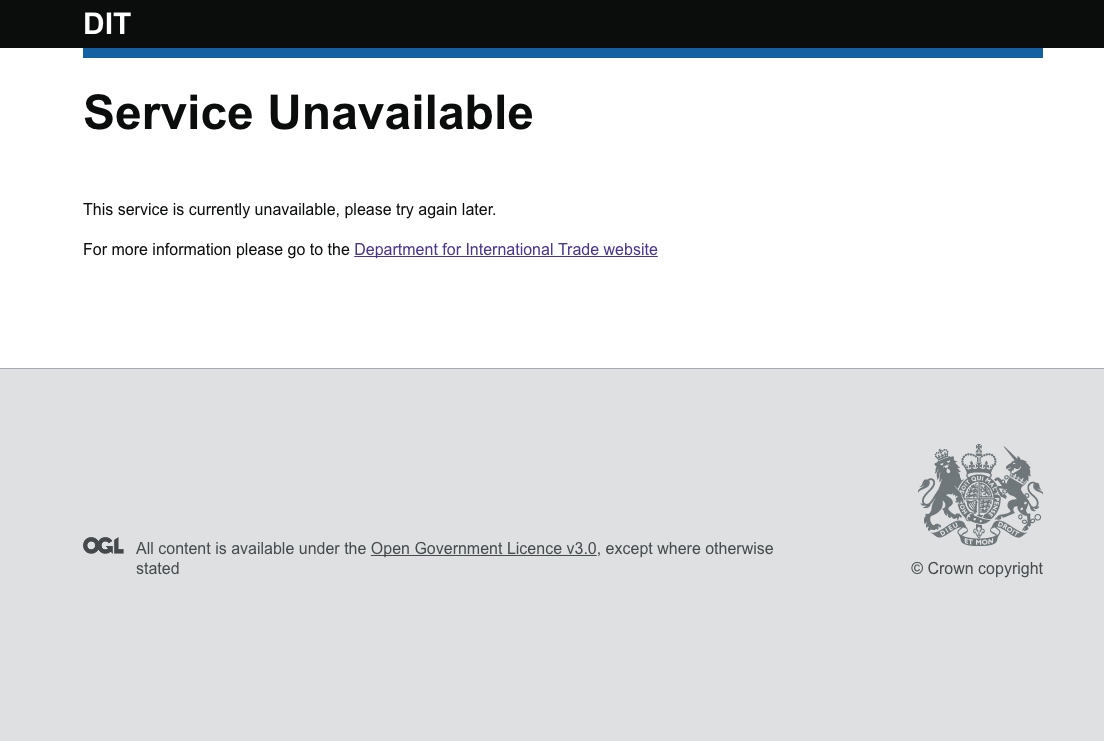 DIT
Service Unavailable
This service is currently unavailable, please try again later.
For more information please go to the Department for International Trade website
OGL
All content is available under the Open Government Licence v3.0, except where otherwise
stated
DIEU ET MON DROIT
© Crown copyright